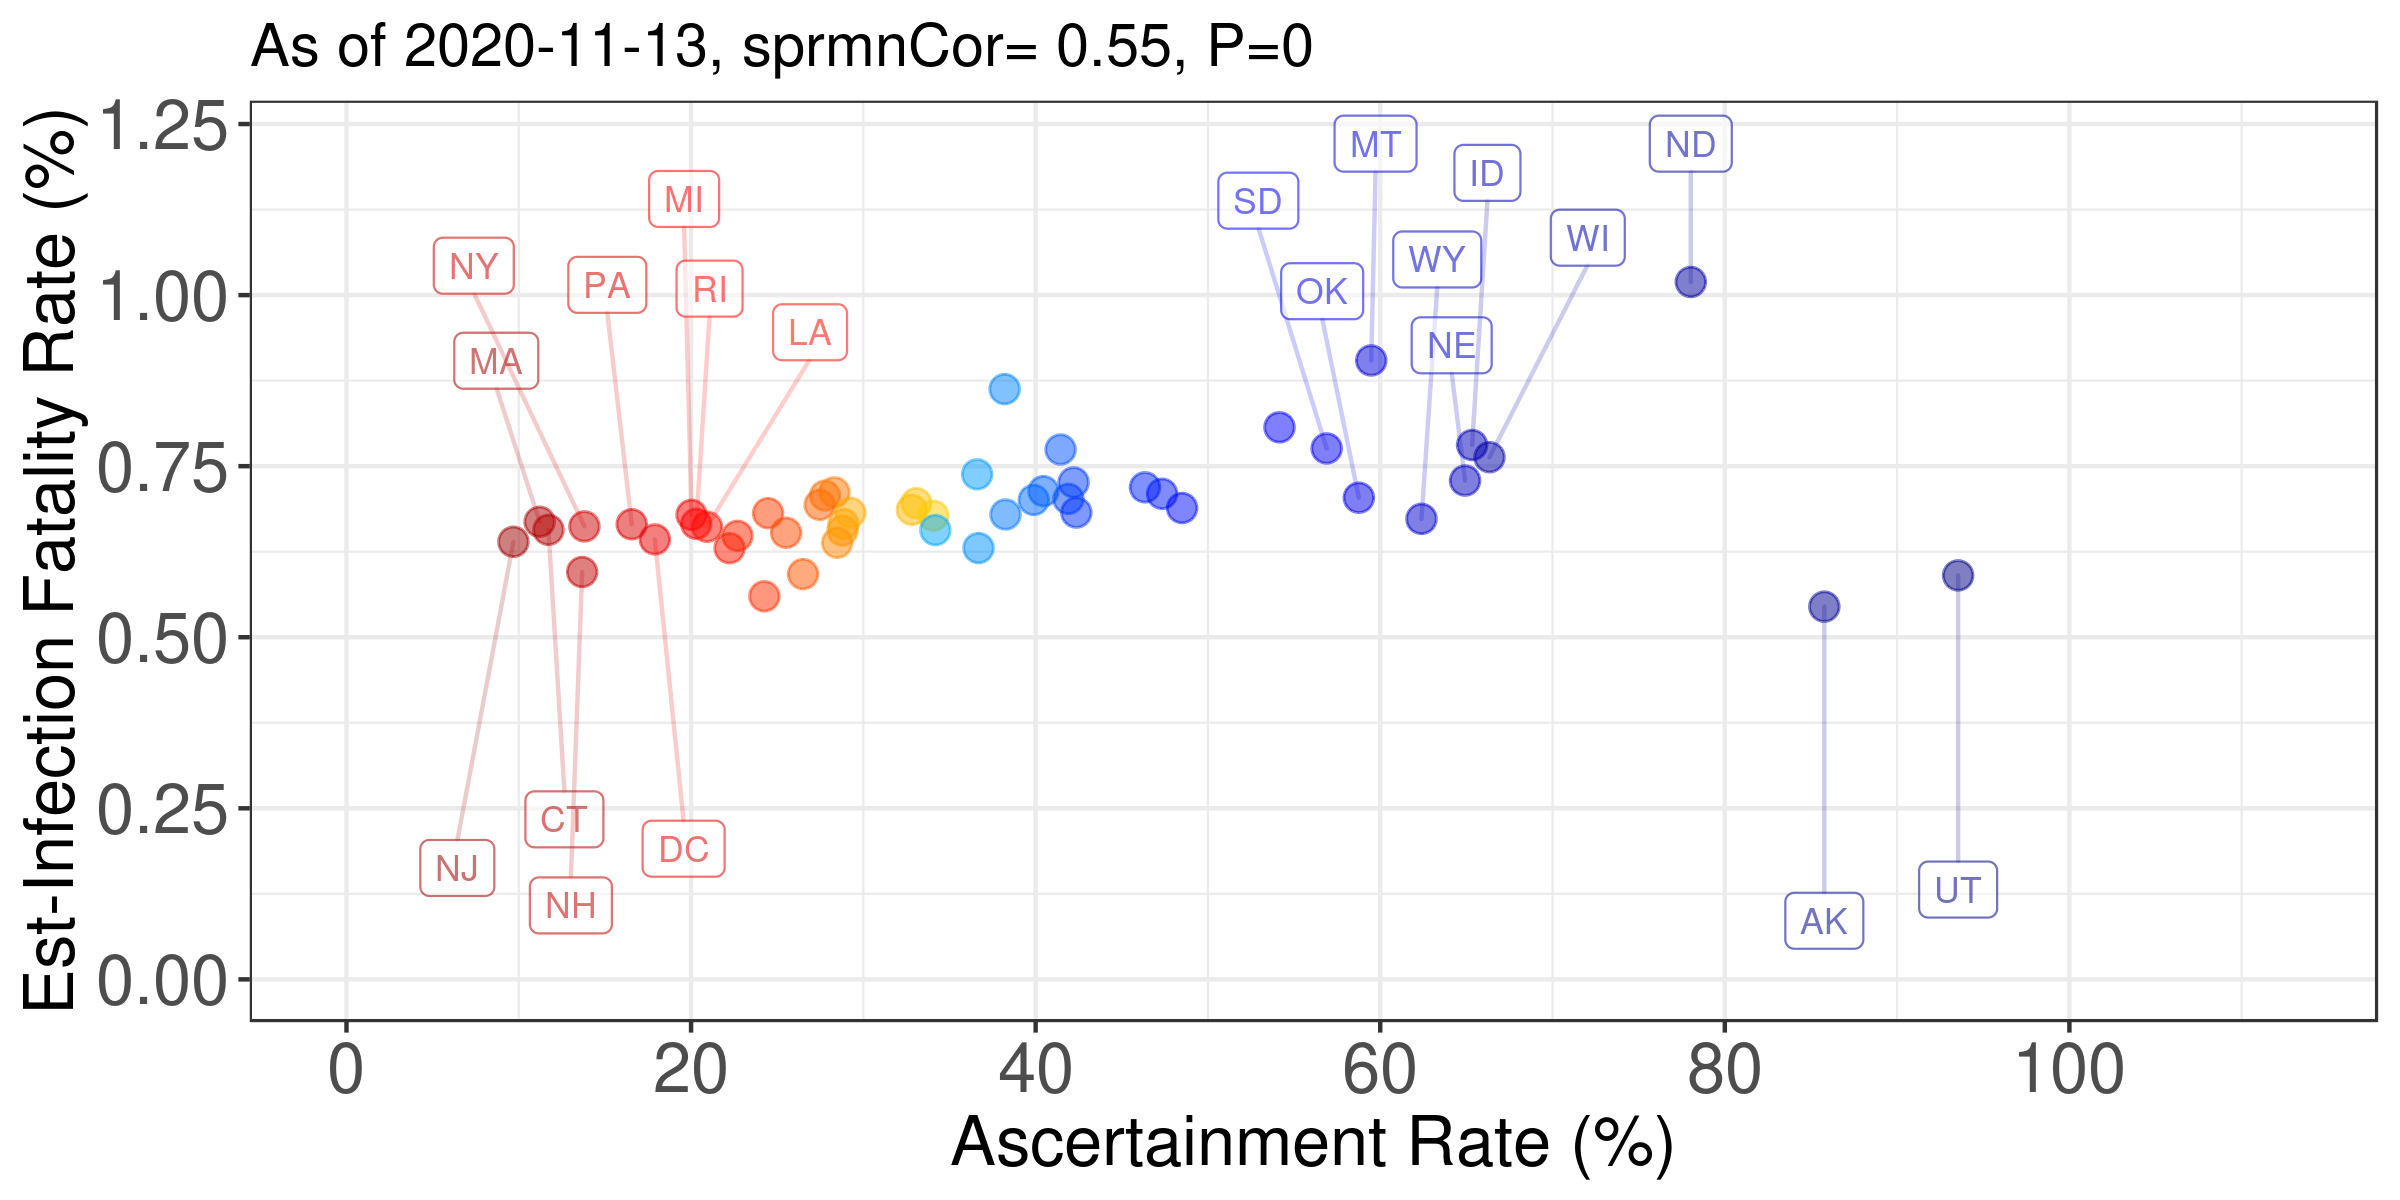 As of 2020-11-13, sprmnCor= 0.55, P=0
Est-Infection Fatality Rate (%)
1.25
1.00
0.75
0.50
0.25
0.00
MT
ND
ID
MI
SD
WI
NY
WY
PA
RI
OK
LA
NE
MA
CT
DC
NJ
UT
NH
AK
0
20
40
60
80
100
Ascertainment Rate (%)